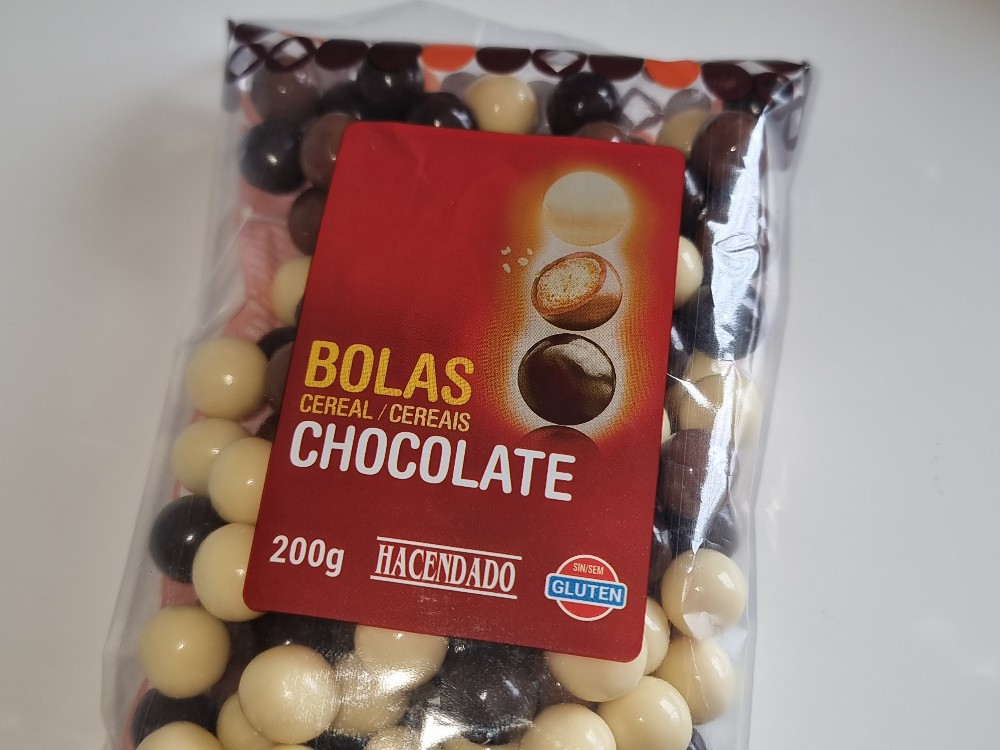 BOLAS
CEREAL / CEREAIS
CHOCOLATE
200g
HACENDADO
SIN/SEM
GLUTEN